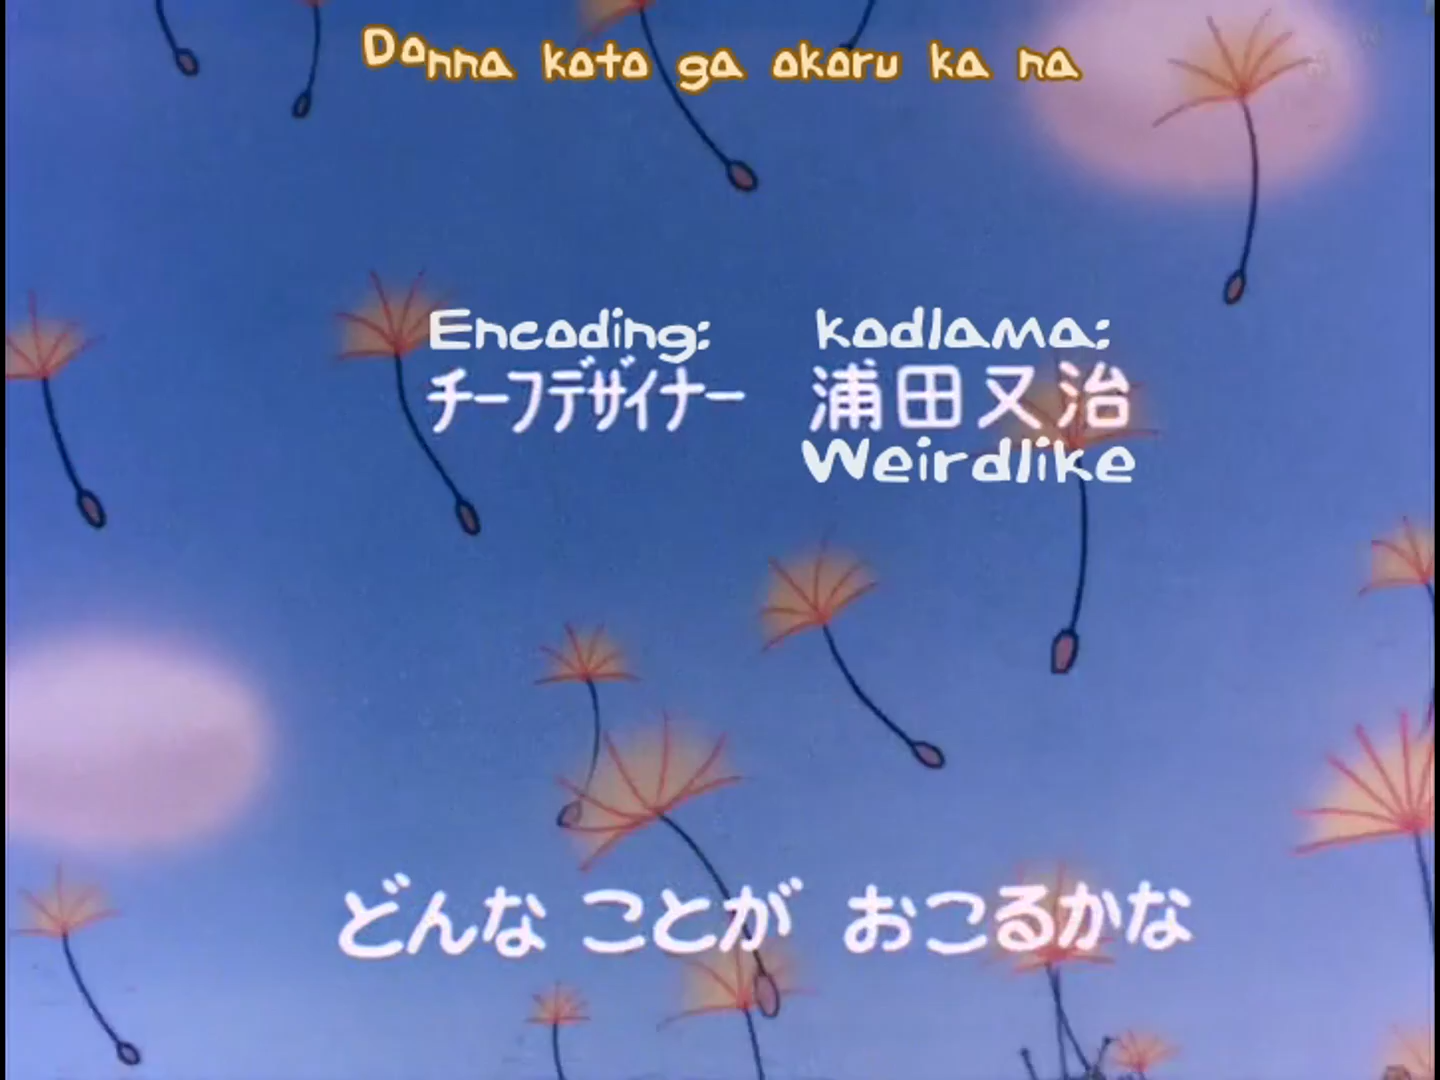 Donna koto ga okoru ka na
Encoding: kodlama:
チーフデザイナー 浦田又治
Weirdlike
どんな ことが おこるかな